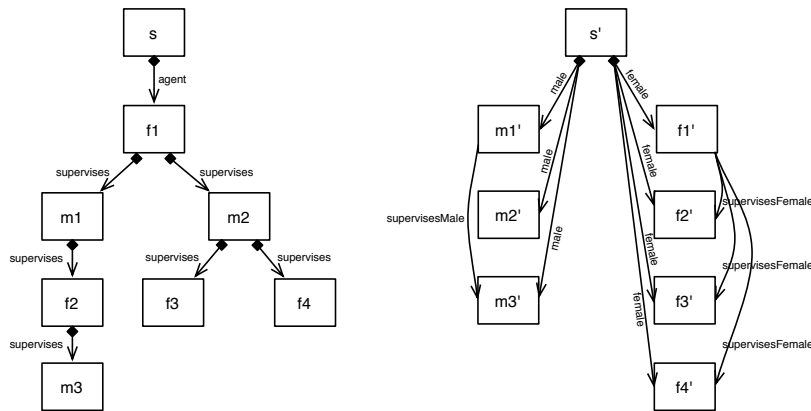 s
agent
f1
supervises
supervises
m1
m2
supervises
supervises
supervises
f2
f3
f4
supervises
m3
s'
male
female
m1'
f1'
male
female
supervisesMale
m2'
f2'
supervisesFemale
male
female
supervisesFemale
m3'
f3'
female
supervisesFemale
f4'